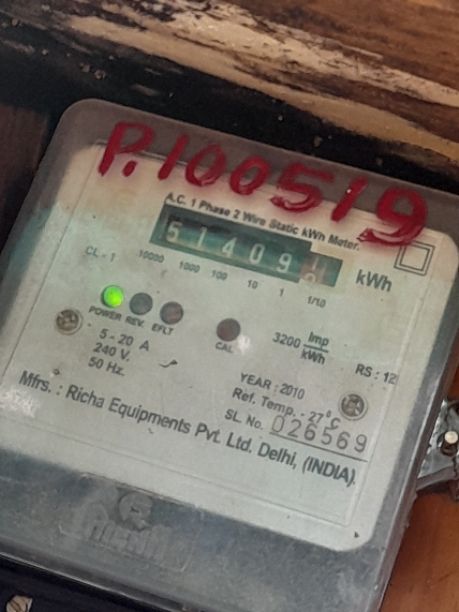 P.100519
A.C. 1 Phase 2 Wire Static kWh Meter.
51409
kWh
CL - 1 10000 1000 100 10 1 1/10
POWER REV. EFLT CAL
3200 Imp/kWh
RS : 12
5 - 20 A
240 V.
50 Hz.
YEAR : 2010
Ref. Temp. - 27°C
SL. No. 026569
Mfrs. : Richa Equipments Pvt. Ltd. Delhi, (INDIA).